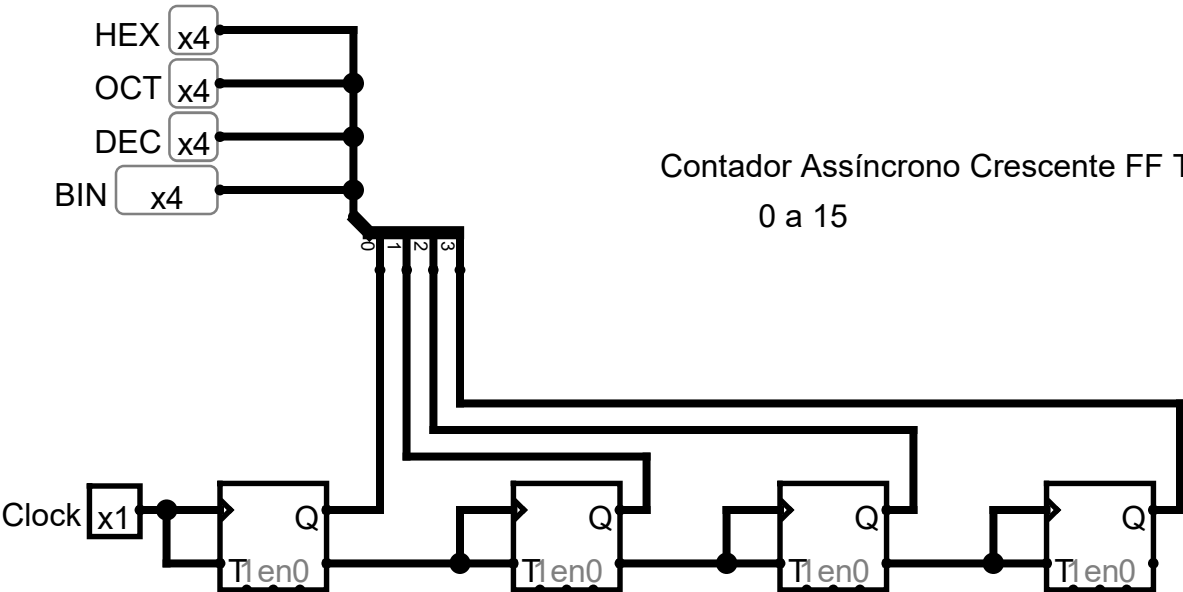 HEX x4
OCT x4
DEC x4
BIN x4
Contador Assíncrono Crescente FF T
0 a 15
0 1 2 3
Clock x1
Q Q Q Q
T1en0 T1en0 T1en0 T1en0